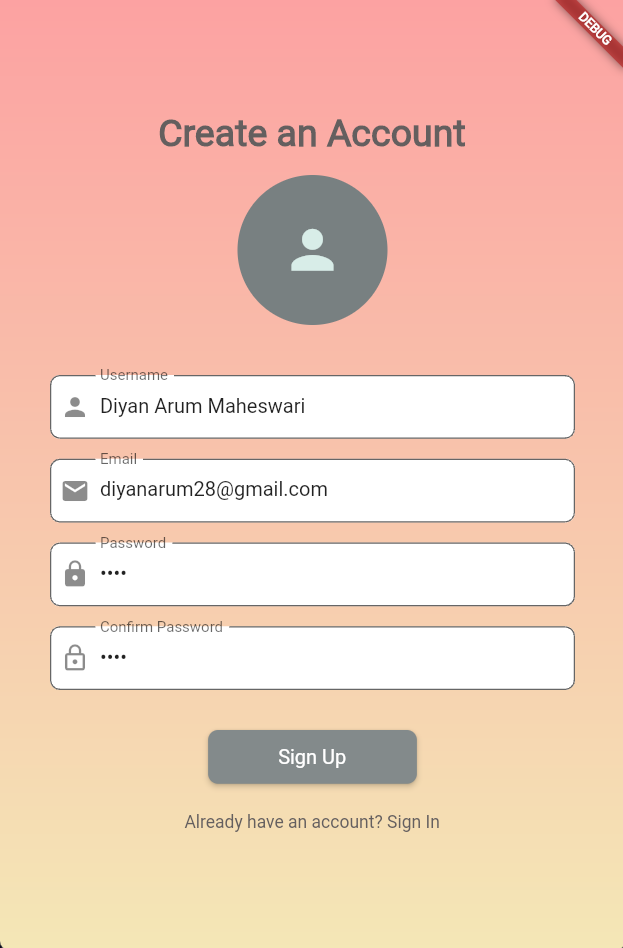 DEBUG
Create an Account
Username
Diyan Arum Maheswari
Email
diyanarum28@gmail.com
Password
••••
Confirm Password
••••
Sign Up
Already have an account? Sign In